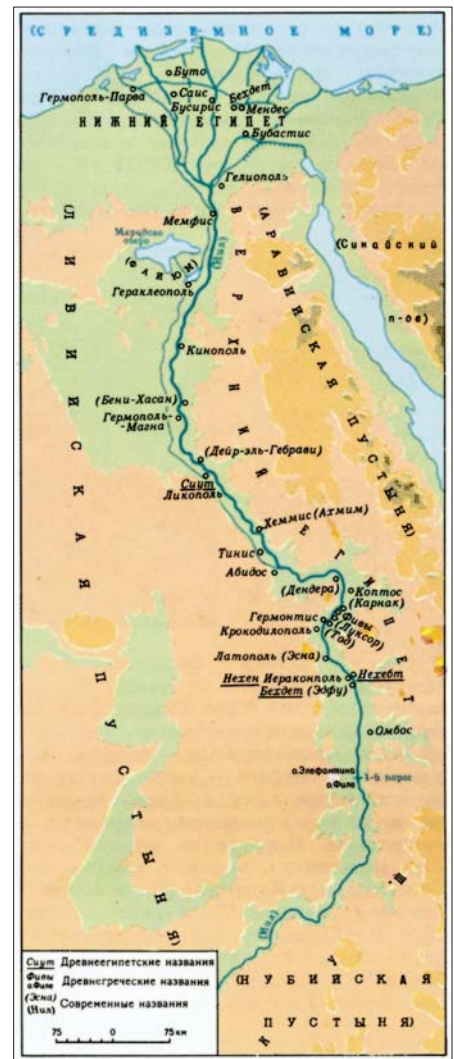 (СРЕДИЗЕМНОЕ МОРЕ)
Буто
Гермополь-Парва
Саис
Бехдет
Бусирис
Мендес
НИЖНИЙ ЕГИПЕТ
Бубастис
Гелиополь
Мемфис
Меридово
озеро
(ФАЙЮМ)
(Нил)
Гераклеополь
(Синайский
п-ов)
(АРАВИЙСКАЯ ПУСТЫНЯ)
ВЕРХНИЙ ЕГИПЕТ
(ЛИВИЙСКАЯ ПУСТЫНЯ)
Кинополь
(Бени-Хасан)
Гермополь-
Магна
(Дейр-эль-Гебрави)
Сиут
Ликополь
Хеммис (Ахмим)
Тинис
Абидос
(Дендера)
Коптос
(Карнак)
Фивы
(Луксор)
(Тод)
Гермонтис
Крокодилополь
Латополь (Эсна)
Нехен Иераконполь
Нехебт
Бехдет (Эдфу)
Омбос
Элефантина
1-й порог
Филе
(Нил)
КУШ
(НУБИЙСКАЯ
ПУСТЫНЯ)
Сиут Древнеегипетские названия
Фивы
Филе Древнегреческие названия
(Эсна)
(Нил) Современные названия
75 0 75 км